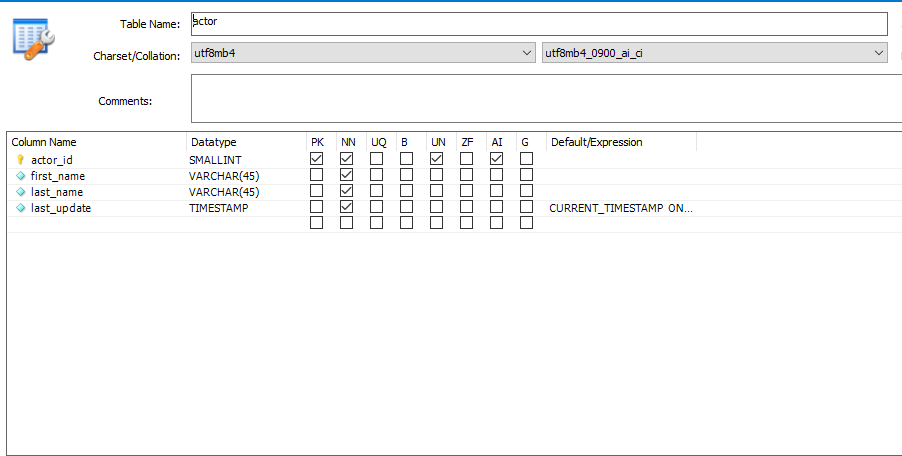 Table Name: actor
Charset/Collation: utf8mb4 utf8mb4_0900_ai_ci
Comments:
Column Name Datatype PK NN UQ B UN ZF AI G Default/Expression
actor_id SMALLINT
first_name VARCHAR(45)
last_name VARCHAR(45)
last_update TIMESTAMP CURRENT_TIMESTAMP ON...